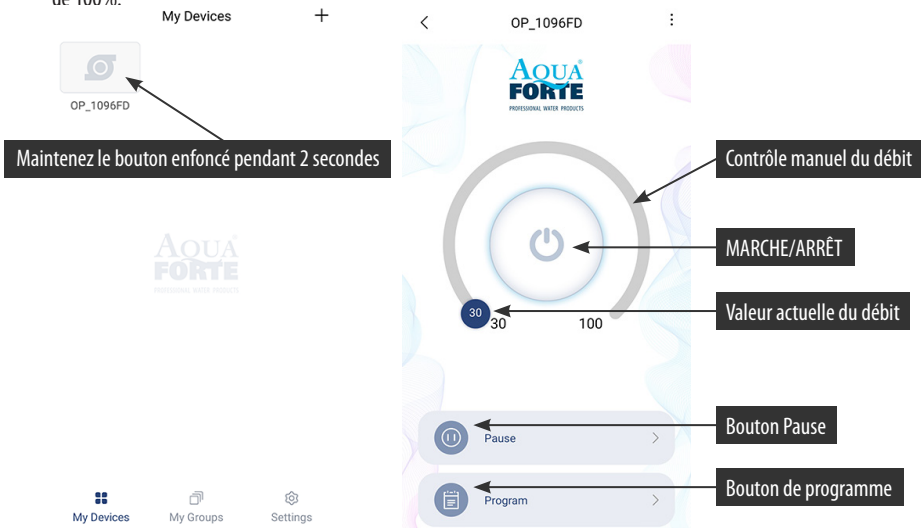 de 100%.
My Devices +
OP_1096FD
Maintenez le bouton enfoncé pendant 2 secondes
AQUA
FORTE
PROFESSIONAL WATER PRODUCTS
My Devices
My Groups
Settings
OP_1096FD
AQUA
FORTE
PROFESSIONAL WATER PRODUCTS
Contrôle manuel du débit
MARCHE/ARRÊT
Valeur actuelle du débit
30
30
100
Pause
Bouton Pause
Program
Bouton de programme